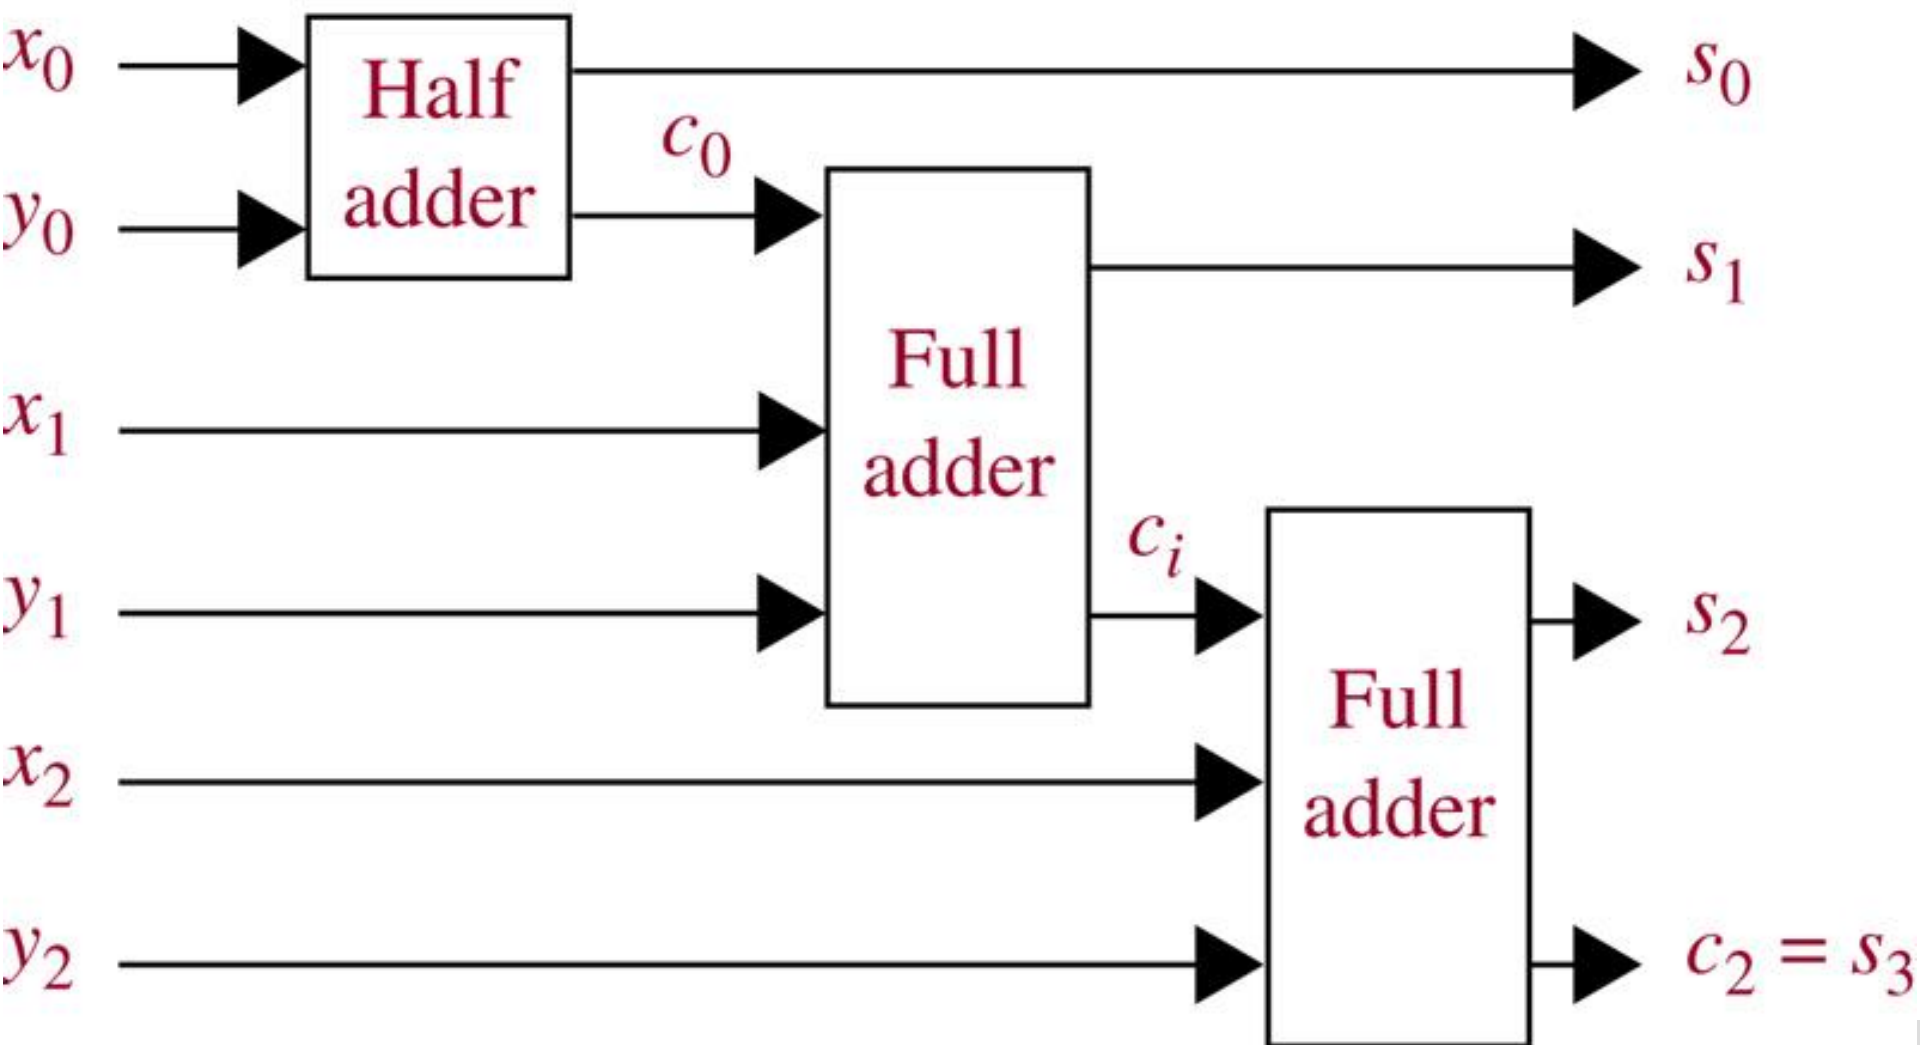 x₀
Half
adder
s₀
c₀
y₀
s₁
Full
adder
x₁
cᵢ
y₁
s₂
Full
adder
x₂
y₂
c₂ = s₃